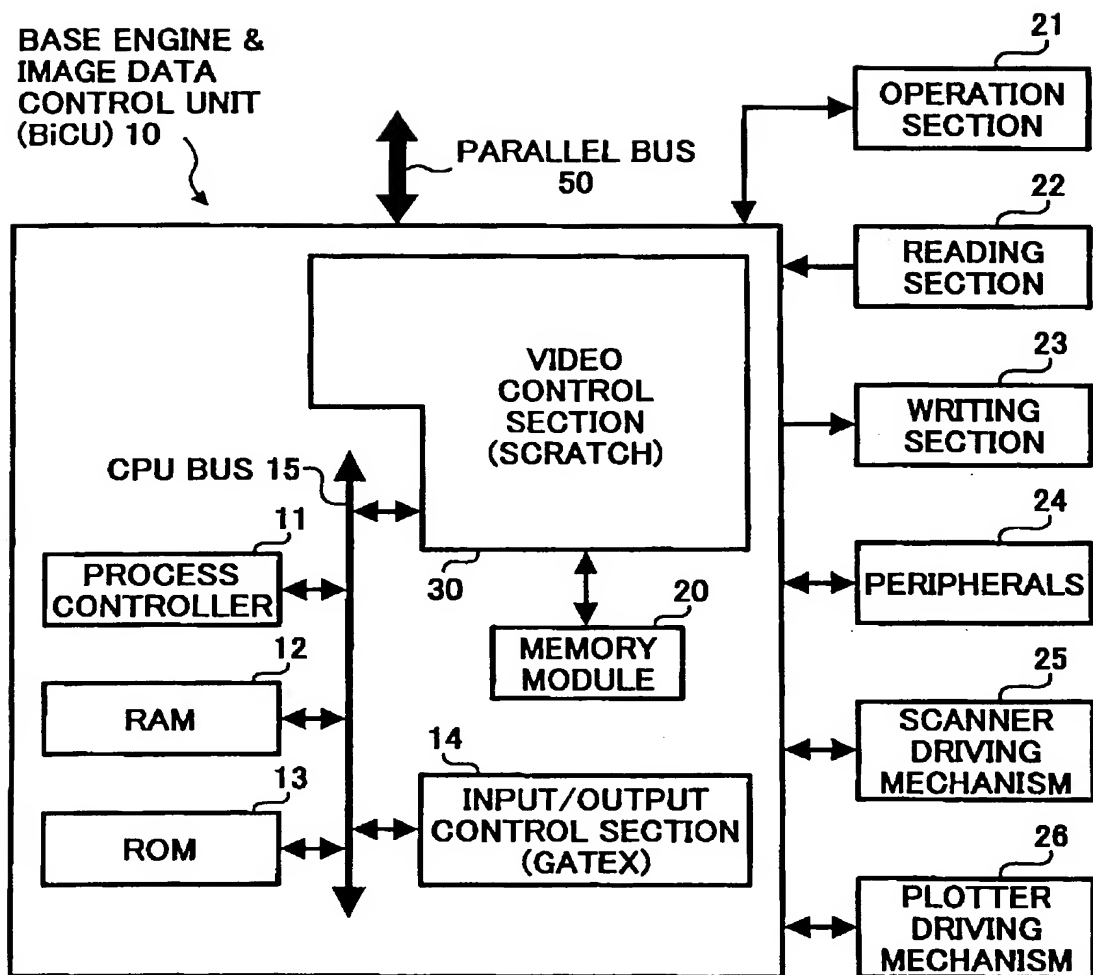 BASE ENGINE &
IMAGE DATA
CONTROL UNIT
(BiCU) 10
PARALLEL BUS
50
21
OPERATION
SECTION
22
READING
SECTION
23
WRITING
SECTION
24
PERIPHERALS
25
SCANNER
DRIVING
MECHANISM
26
PLOTTER
DRIVING
MECHANISM
VIDEO
CONTROL
SECTION
(SCRATCH)
30
CPU BUS 15
11
PROCESS
CONTROLLER
12
RAM
13
ROM
20
MEMORY
MODULE
14
INPUT/OUTPUT
CONTROL SECTION
(GATEX)